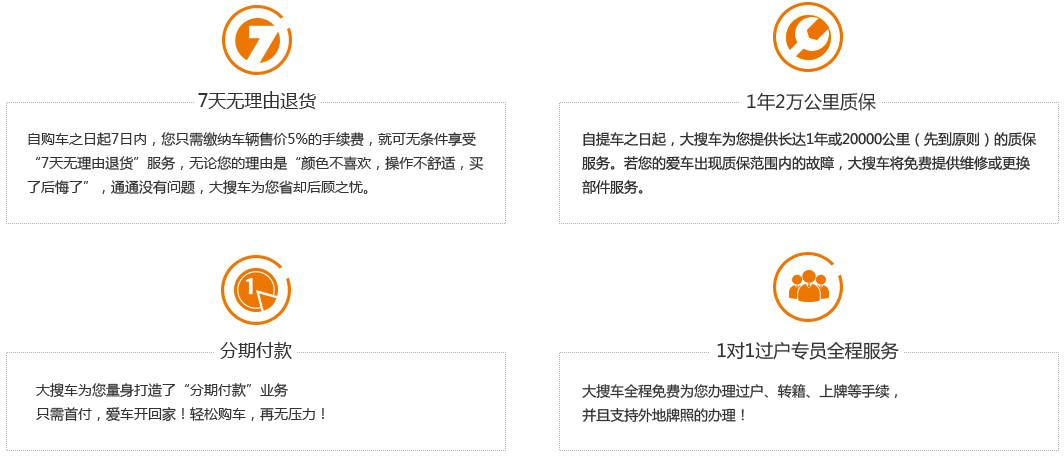 7
7天无理由退货
自购车之日起7日内，您只需缴纳车辆售价5%的手续费，就可无条件享受
“7天无理由退货”服务，无论您的理由是“颜色不喜欢，操作不舒适，买
了后悔了”，通通没有问题，大搜车为您省却后顾之忧。
1年2万公里质保
自提车之日起，大搜车为您提供长达1年或20000公里（先到原则）的质保
服务。若您的爱车出现质保范围内的故障，大搜车将免费提供维修或更换
部件服务。
1
分期付款
大搜车为您量身打造了“分期付款”业务
只需首付，爱车开回家！轻松购车，再无压力！
1对1过户专员全程服务
大搜车全程免费为您办理过户、转籍、上牌等手续，
并且支持外地牌照的办理！